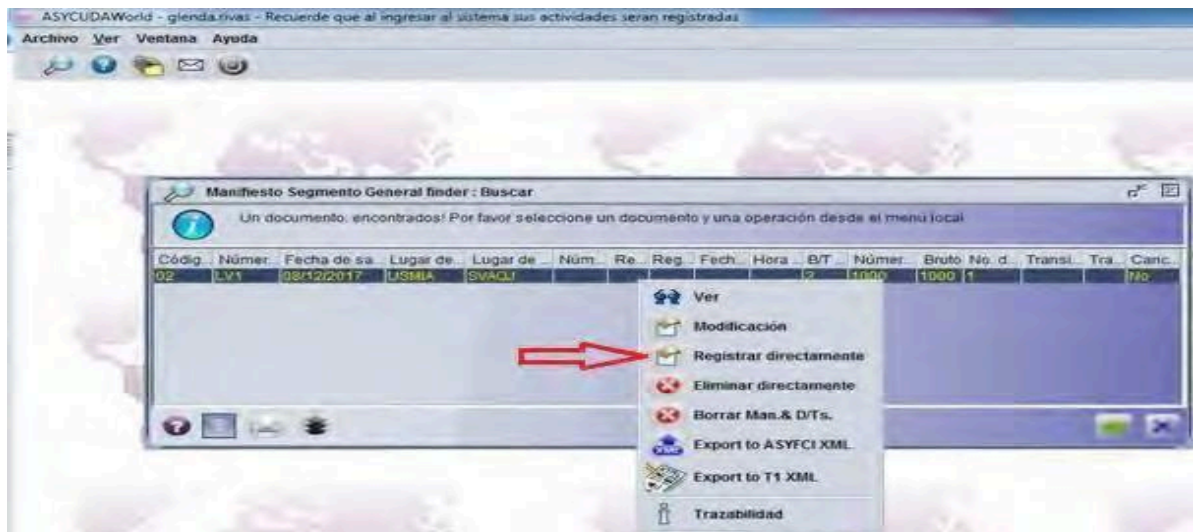 ASYCUDAWorld - glenda.rivas - Recuerde que al ingresar al sistema sus actividades seran registradas
Archivo Ver Ventana Ayuda
Manifiesto Segmento General finder : Buscar
Un documento. encontrados! Por favor seleccione un documento y una operación desde el menú local
Códig... Númer... Fecha de sa... Lugar de... Lugar de... Núm... Re... Reg... Fech... Hora... B/T... Númer... Bruto No. d... Transi... Tra... Canc...
02 LV1 08/12/2017 USMIA SVAQJ 2 1000 1000 1 No
Ver
Modificación
Registrar directamente
Eliminar directamente
Borrar Man.& D/Ts.
Export to ASYFCI XML
Export to T1 XML
Trazabilidad